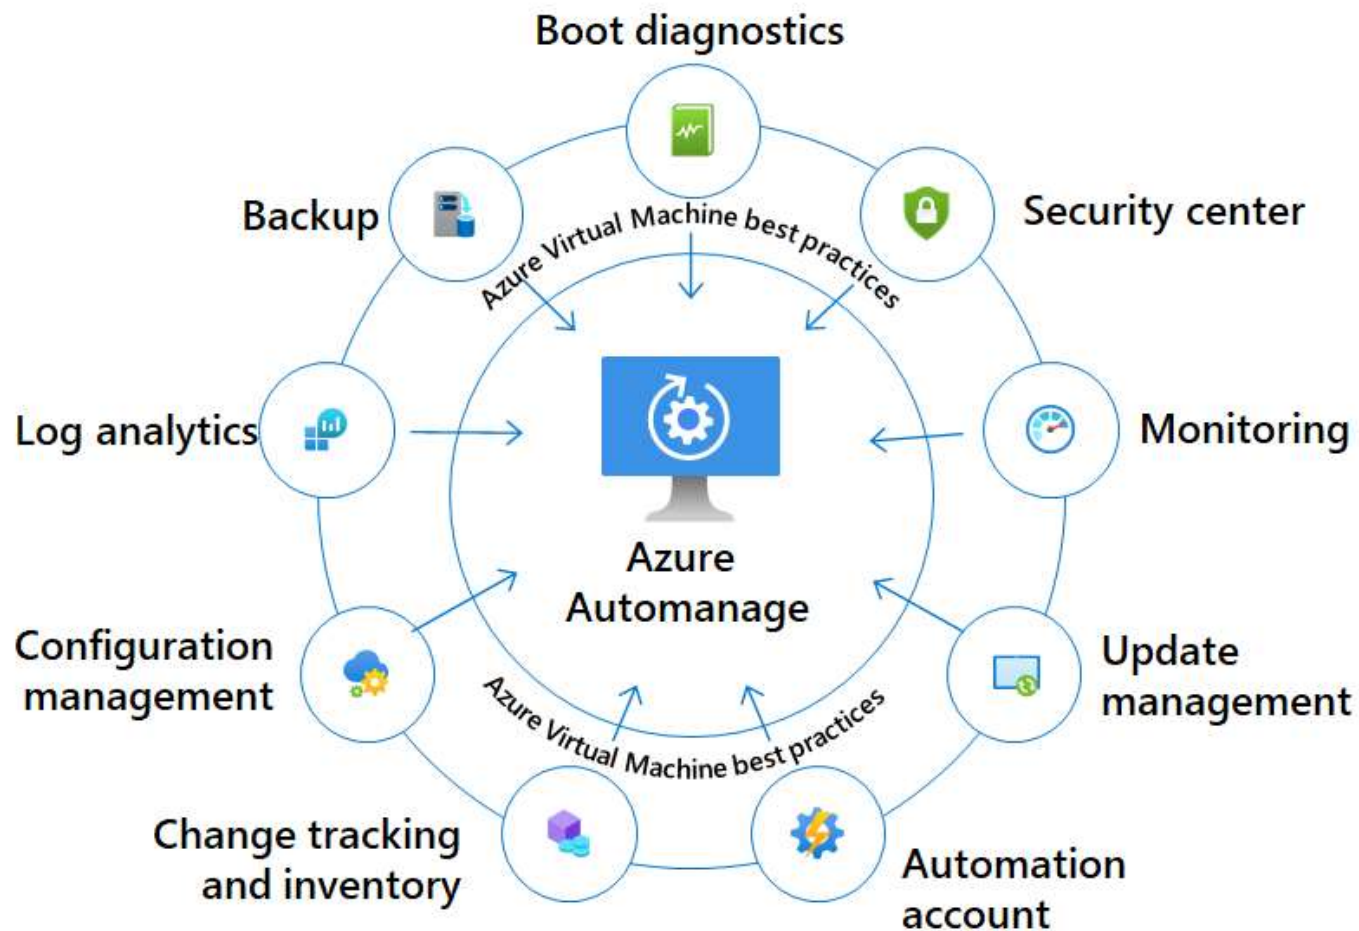 Boot diagnostics
Backup
Security center
Azure Virtual Machine best practices
Log analytics
Monitoring
Azure
Automanage
Configuration
management
Update
management
Azure Virtual Machine best practices
Change tracking
and inventory
Automation
account